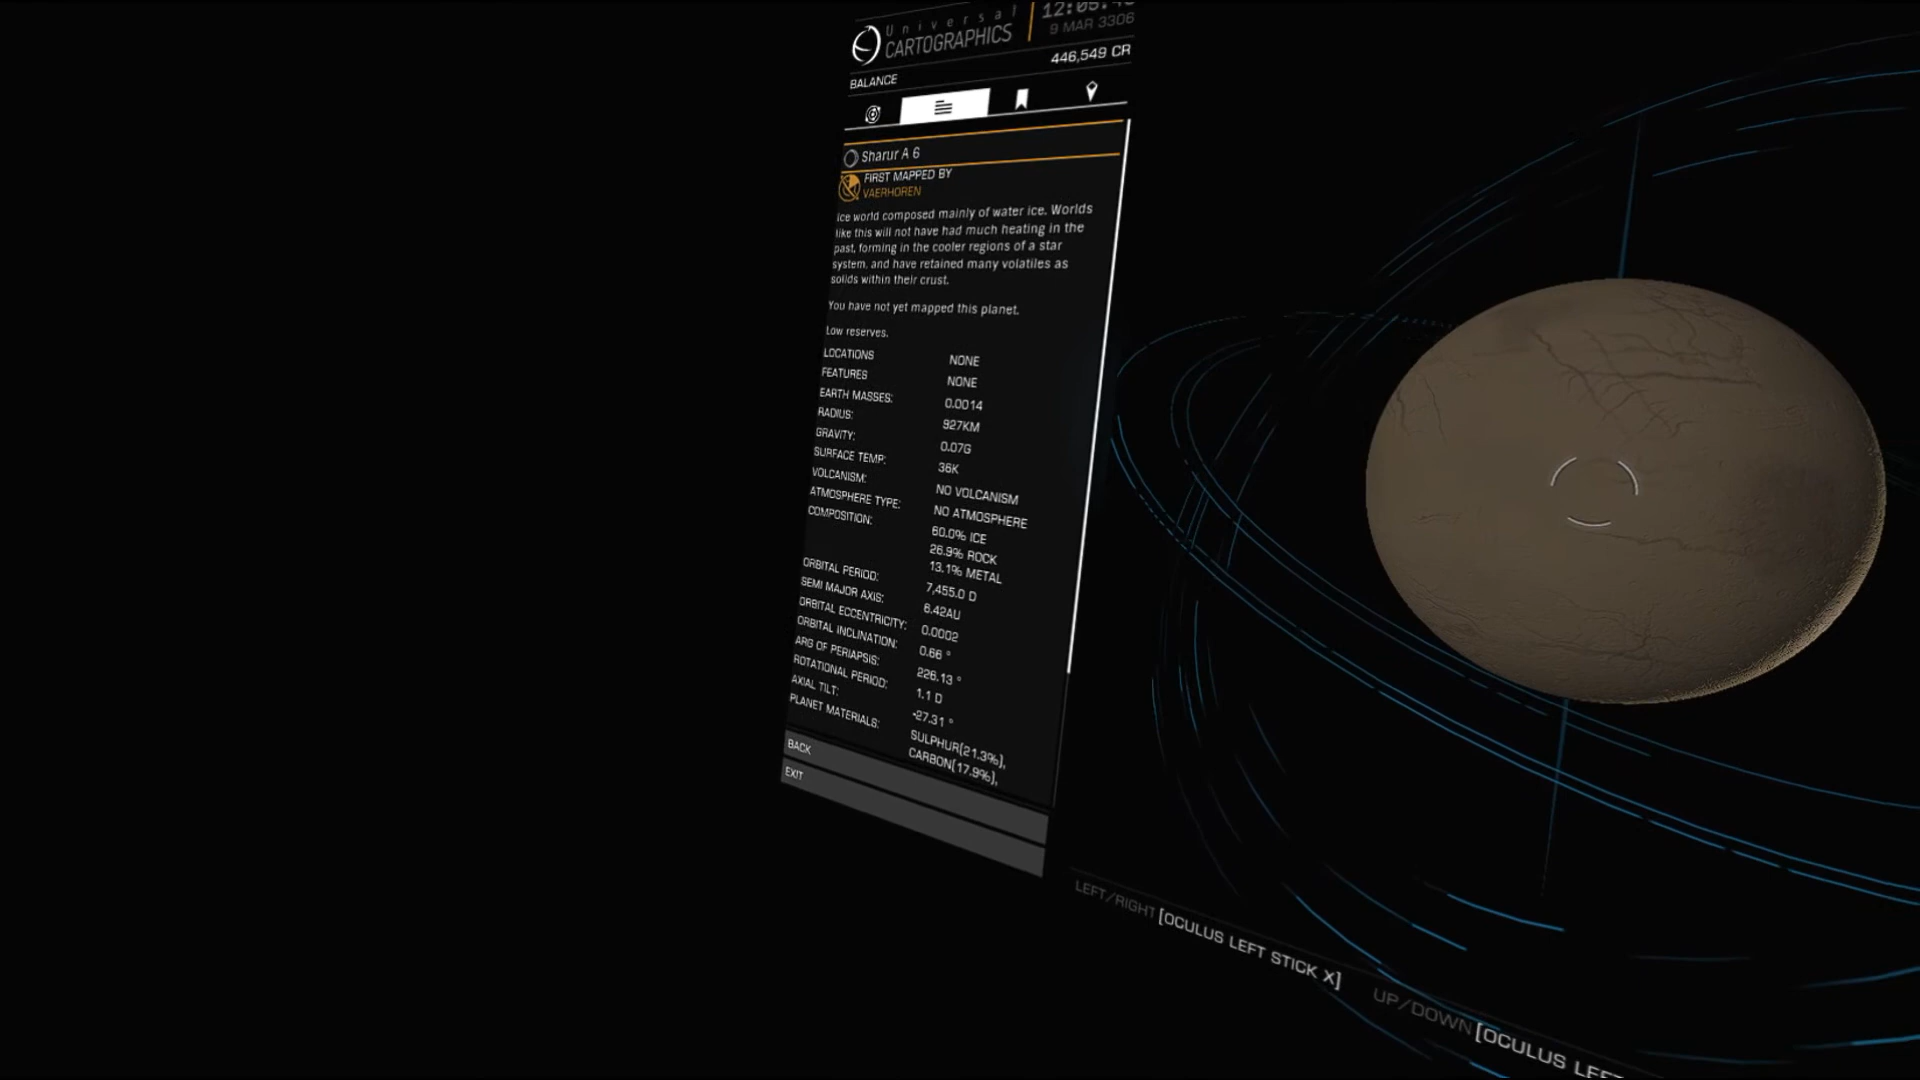 Universal
CARTOGRAPHICS
9 MAR 3306
BALANCE
446,549 CR
Sharur A 6
FIRST MAPPED BY
VAERHOREN
Ice world composed mainly of water ice. Worlds
like this will not have had much heating in the
past, forming in the cooler regions of a star
system, and have retained many volatiles as
solids within their crust.
You have not yet mapped this planet.
Low reserves.
LOCATIONS NONE
FEATURES NONE
EARTH MASSES: 0.0014
RADIUS: 927KM
GRAVITY: 0.07G
SURFACE TEMP: 36K
VOLCANISM: NO VOLCANISM
ATMOSPHERE TYPE: NO ATMOSPHERE
COMPOSITION: 60.0% ICE
26.9% ROCK
13.1% METAL
ORBITAL PERIOD: 7,455.0 D
SEMI MAJOR AXIS: 6.42AU
ORBITAL ECCENTRICITY: 0.0002
ORBITAL INCLINATION: 0.66 °
ARG OF PERIAPSIS: 226.13 °
ROTATIONAL PERIOD: 1.1 D
AXIAL TILT: -27.31 °
PLANET MATERIALS: SULPHUR(21.3%),
CARBON(17.9%),
BACK
EXIT
LEFT/RIGHT [OCULUS LEFT STICK X] UP/DOWN [OCULUS LEFT